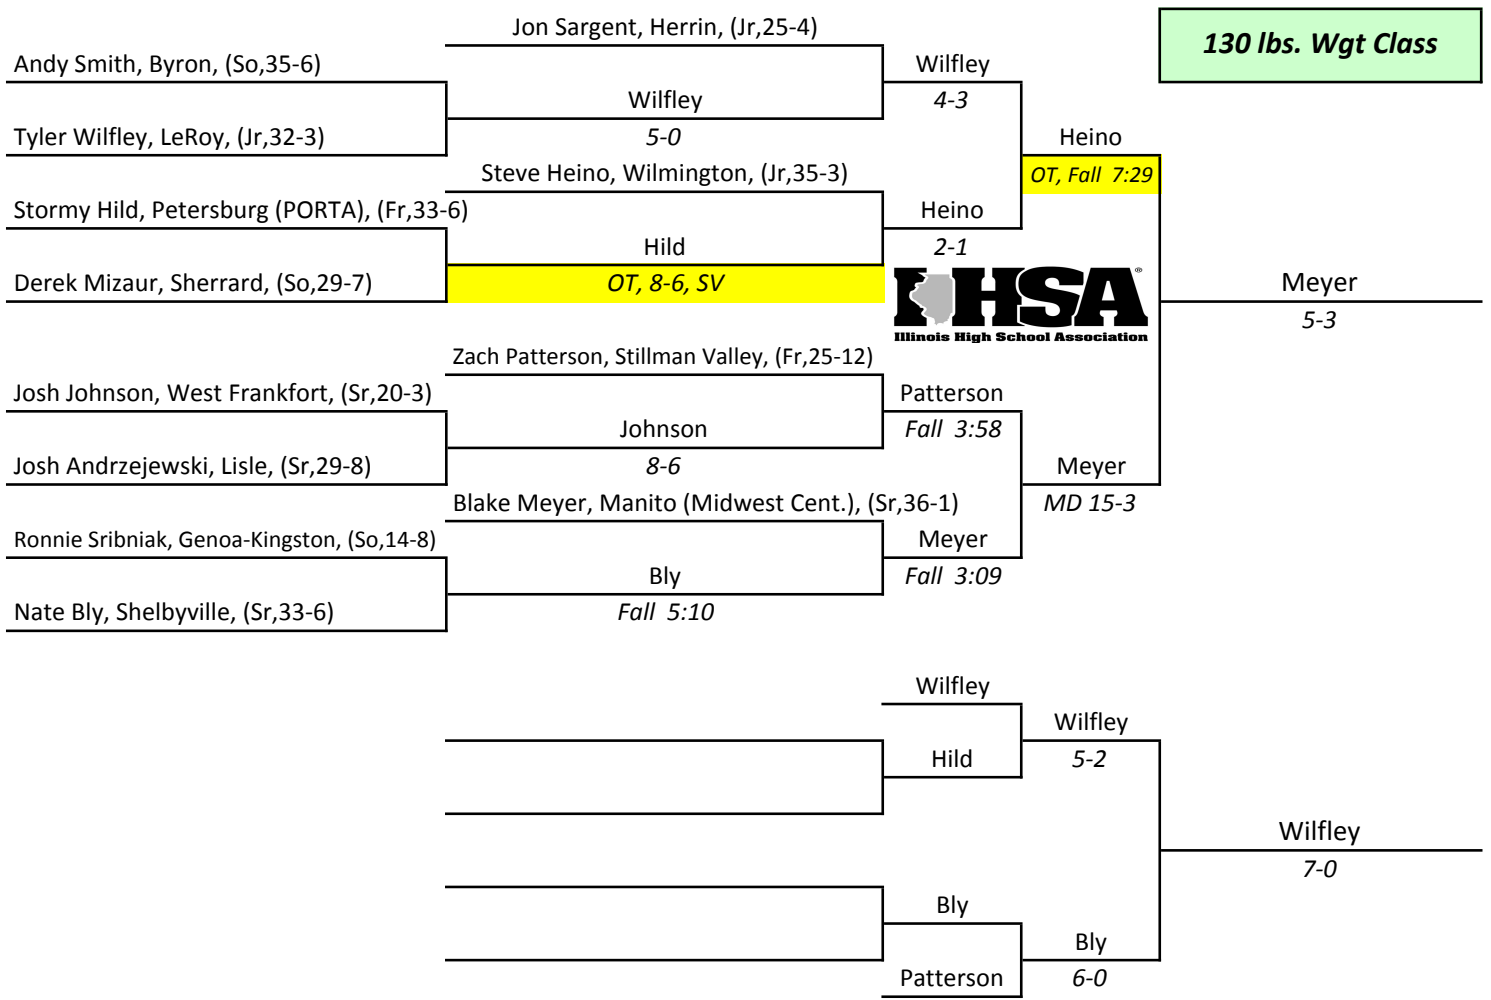 Jon Sargent, Herrin, (Jr,25-4)
130 lbs. Wgt Class
Andy Smith, Byron, (So,35-6)
Wilfley
Wilfley
4-3
Tyler Wilfley, LeRoy, (Jr,32-3)
5-0
Heino
Steve Heino, Wilmington, (Jr,35-3)
OT, Fall 7:29
Stormy Hild, Petersburg (PORTA), (Fr,33-6)
Heino
Hild
2-1
Derek Mizaur, Sherrard, (So,29-7)
OT, 8-6, SV
IHSA®
Meyer
5-3
Illinois High School Association
Zach Patterson, Stillman Valley, (Fr,25-12)
Josh Johnson, West Frankfort, (Sr,20-3)
Patterson
Johnson
Fall 3:58
Josh Andrzejewski, Lisle, (Sr,29-8)
8-6
Meyer
Blake Meyer, Manito (Midwest Cent.), (Sr,36-1)
MD 15-3
Ronnie Sribniak, Genoa-Kingston, (So,14-8)
Meyer
Bly
Fall 3:09
Nate Bly, Shelbyville, (Sr,33-6)
Fall 5:10
Wilfley
Wilfley
Hild
5-2
Wilfley
7-0
Bly
Bly
Patterson
6-0